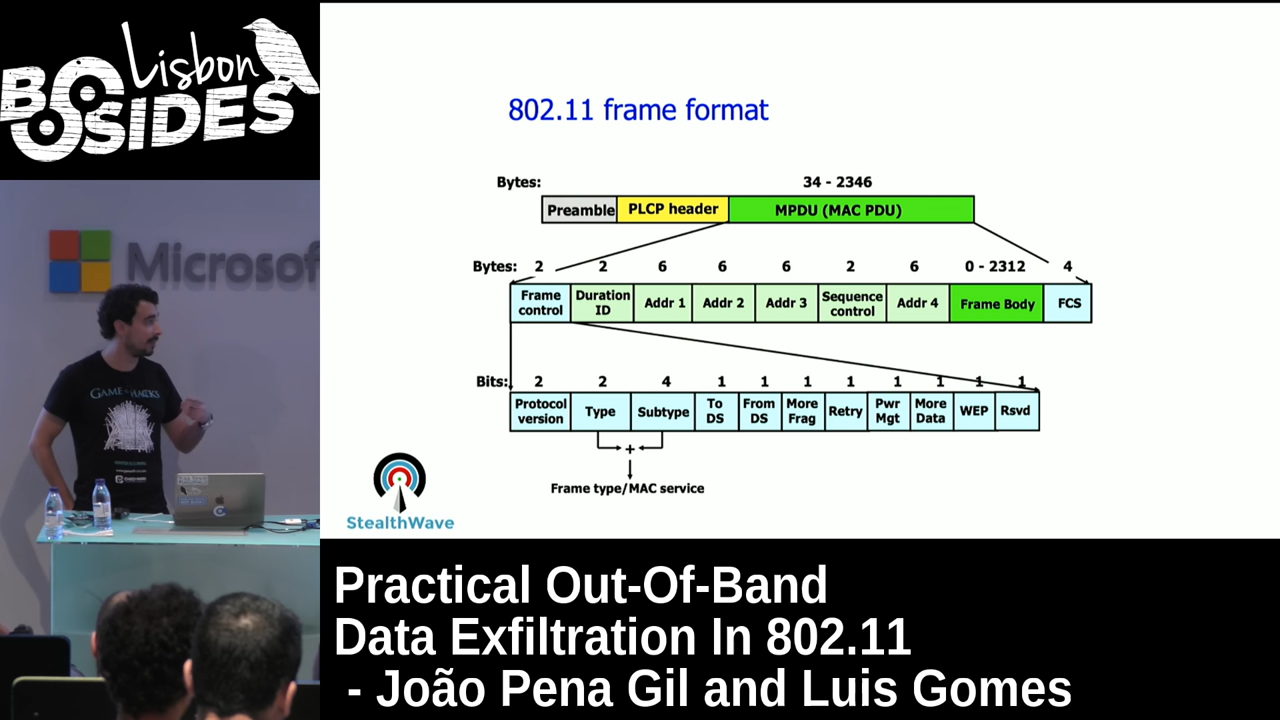 Lisbon
BSIDES
Microsof
GAME of HACKS
802.11 frame format
Bytes: 34 - 2346
Preamble PLCP header MPDU (MAC PDU)
Bytes: 2 2 6 6 6 2 6 0 - 2312 4
Frame control Duration ID Addr 1 Addr 2 Addr 3 Sequence control Addr 4 Frame Body FCS
Bits: 2 2 4 1 1 1 1 1 1 1 1
Protocol version Type Subtype To DS From DS More Frag Retry Pwr Mgt More Data WEP Rsvd
+
Frame type/MAC service
StealthWave
Practical Out-Of-Band
Data Exfiltration In 802.11
- João Pena Gil and Luis Gomes